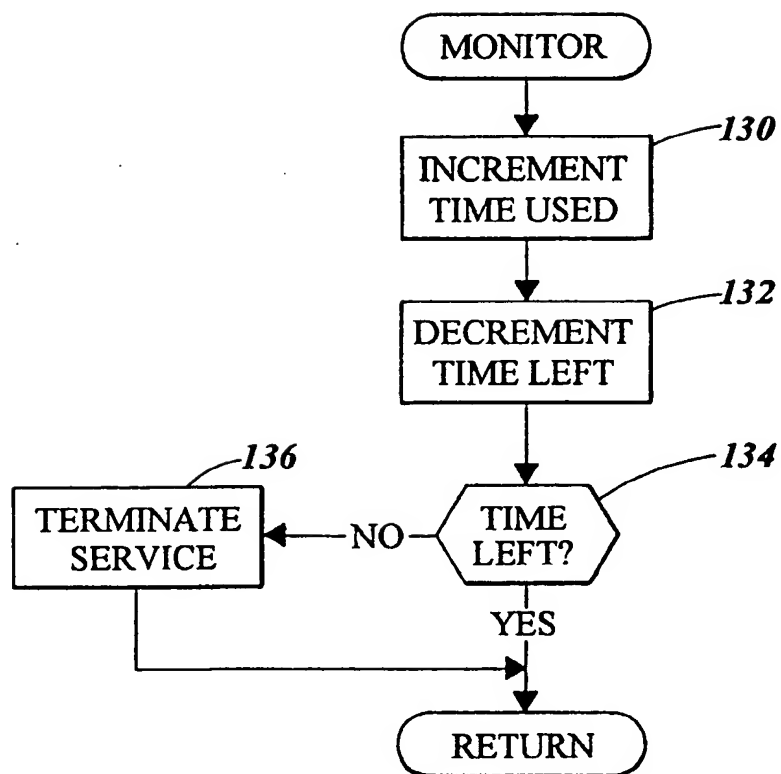 MONITOR
130
INCREMENT
TIME USED
132
DECREMENT
TIME LEFT
134
136
TIME
LEFT?
NO
TERMINATE
SERVICE
YES
RETURN